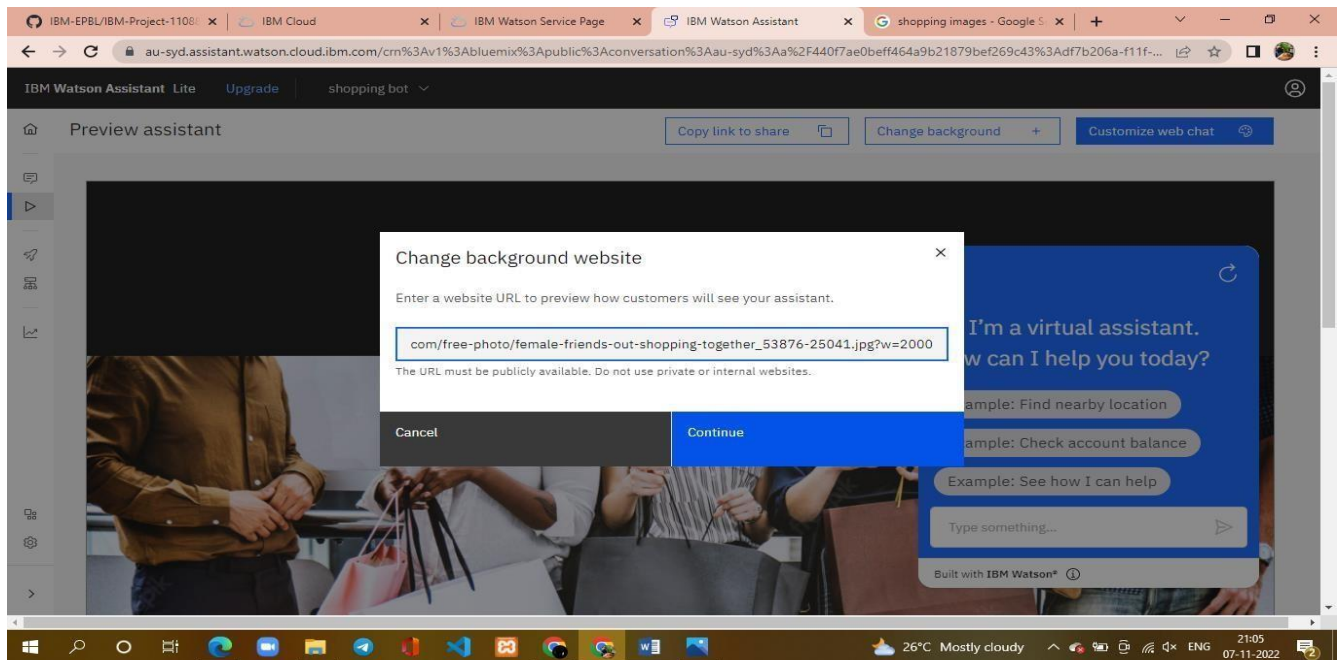 IBM-EPBL/IBM-Project-1108
IBM Cloud
IBM Watson Service Page
IBM Watson Assistant
shopping images - Google S
au-syd.assistant.watson.cloud.ibm.com/crn%3Av1%3Abluemix%3Apublic%3Aconversation%3Aau-syd%3Aa%2F440f7ae0beff464a9b21879bef269c43%3Adf7b206a-f11f-...
IBM Watson Assistant Lite Upgrade shopping bot
Preview assistant
Copy link to share
Change background +
Customize web chat
Change background website
Enter a website URL to preview how customers will see your assistant.
com/free-photo/female-friends-out-shopping-together_53876-25041.jpg?w=2000
The URL must be publicly available. Do not use private or internal websites.
Cancel
Continue
I'm a virtual assistant.
w can I help you today?
ample: Find nearby location
xample: Check account balance
Example: See how I can help
Type something...
Built with IBM Watson®
26°C Mostly cloudy
ENG
21:05
07-11-2022
2